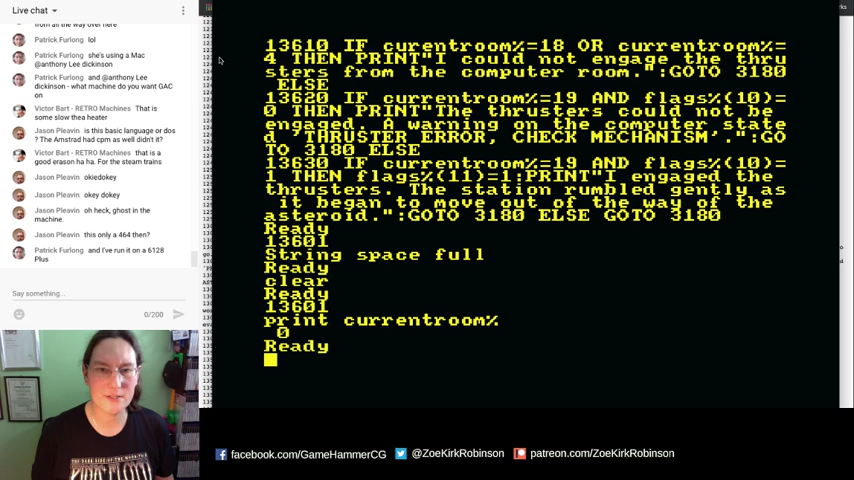 Live chat
from all the way over here
Patrick Furlong lol
Patrick Furlong she's using a Mac
@anthony Lee dickinson
Patrick Furlong and @anthony Lee
dickinson - what machine do you want GAC
on
Victor Bart - RETRO Machines That is
some slow thea heater
Jason Pleavin is this basic language or dos
? The Amstrad had cpm as well didn't it?
Victor Bart - RETRO Machines that is a
good erason ha ha. For the steam trains
Jason Pleavin okiedokey
Jason Pleavin okey dokey
Jason Pleavin oh heck, ghost in the
machine.
Jason Pleavin this only a 464 then?
Patrick Furlong and I've run it on a 6128
Plus
Say something...
0/200
13610 IF curentroom%=18 OR currentroom%=
4 THEN PRINT"I could not engage the thru
sters from the computer room.":GOTO 3180
ELSE
13620 IF currentroom%=19 AND flags%(10)=
0 THEN PRINT"The thrusters could not be
engaged. A warning on the computer state
d 'THRUSTER ERROR, CHECK MECHANISM'.":GO
TO 3180 ELSE
13630 IF currentroom%=19 AND flags%(10)=
1 THEN flags%(11)=1:PRINT"I engaged the
thrusters. The station rumbled gently as
it began to move out of the way of the
asteroid.":GOTO 3180 ELSE GOTO 3180
Ready
13601
String space full
Ready
clear
Ready
13601
print currentroom%
0
Ready
facebook.com/GameHammerCG
@ZoeKirkRobinson
patreon.com/ZoeKirkRobinson